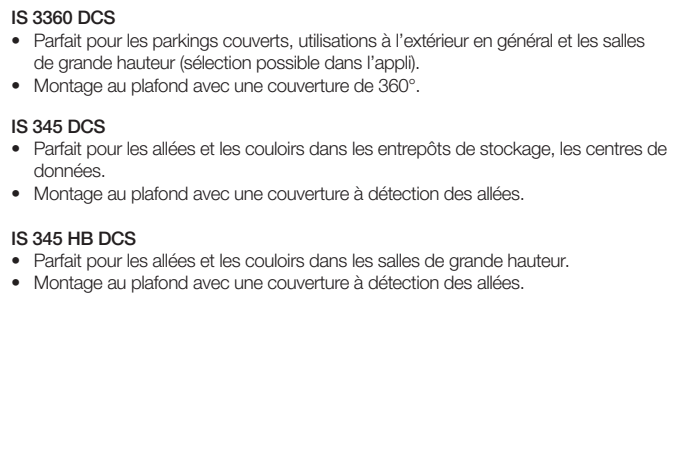 IS 3360 DCS
• Parfait pour les parkings couverts, utilisations à l’extérieur en général et les salles
de grande hauteur (sélection possible dans l’appli).
• Montage au plafond avec une couverture de 360°.
IS 345 DCS
• Parfait pour les allées et les couloirs dans les entrepôts de stockage, les centres de
données.
• Montage au plafond avec une couverture à détection des allées.
IS 345 HB DCS
• Parfait pour les allées et les couloirs dans les salles de grande hauteur.
• Montage au plafond avec une couverture à détection des allées.